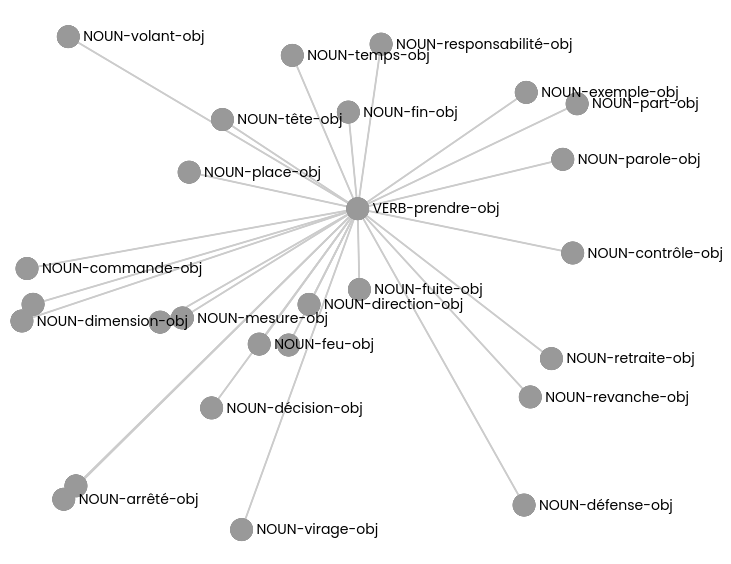 NOUN-volant-obj
NOUN-responsabilité-obj
NOUN-temps-obj
NOUN-exemple-obj
NOUN-part-obj
NOUN-fin-obj
NOUN-tête-obj
NOUN-parole-obj
NOUN-place-obj
VERB-prendre-obj
NOUN-contrôle-obj
NOUN-commande-obj
NOUN-fuite-obj
NOUN-direction-obj
NOUN-mesure-obj
NOUN-dimension-obj
NOUN-feu-obj
NOUN-retraite-obj
NOUN-revanche-obj
NOUN-décision-obj
NOUN-arrêté-obj
NOUN-défense-obj
NOUN-virage-obj